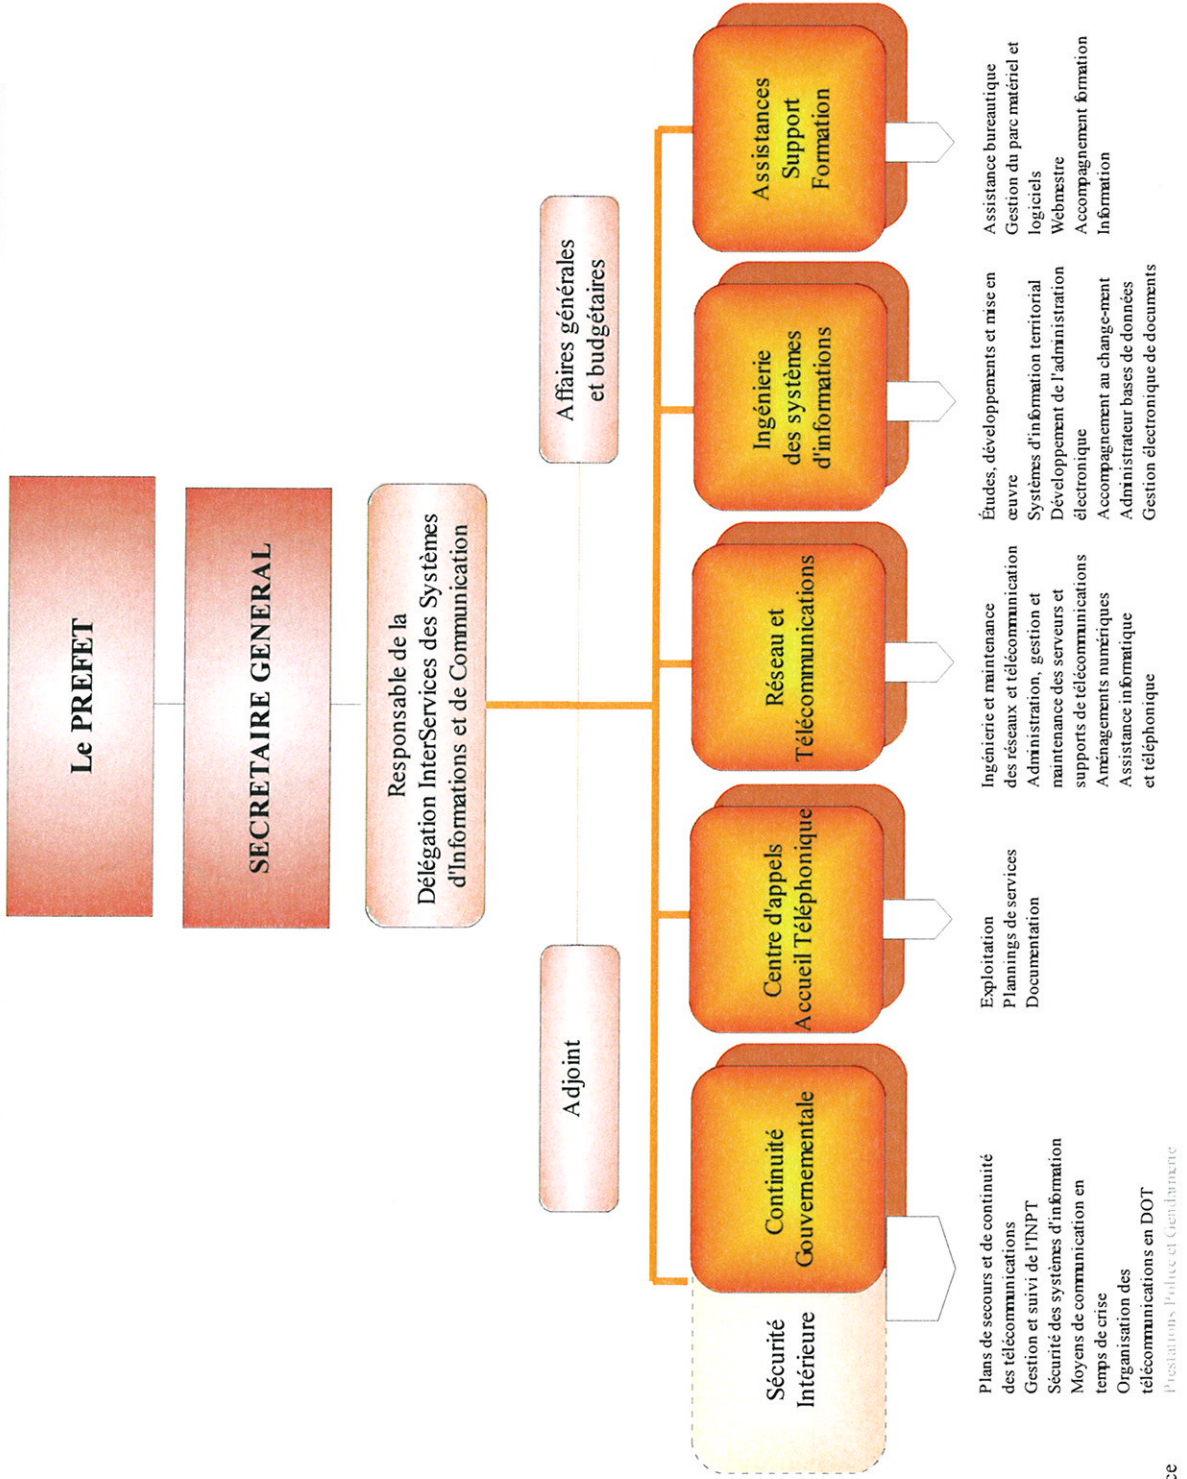 Le PREFET
SECRETAIRE GENERAL
Responsable de la
Délégation InterServices des Systèmes
d'Informations et de Communication
Adjoint
Affaires générales
et budgétaires
Sécurité
Intérieure
Continuité
Gouvernementale
Centre d'appels
Accueil Téléphonique
Réseau et
Télécommunications
Ingénierie
des systèmes
d'informations
Assistances
Support
Formation
Plans de secours et de continuité
des télécommunications
Gestion et suivi de l'INPT
Sécurité des systèmes d'information
Moyens de communication en
temps de crise
Organisation des
télécommunications en DOT
Prestations Police et Gendarmerie
Exploitation
Plannings de services
Documentation
Ingénierie et maintenance
des réseaux et télécommunication
Administration, gestion et
maintenance des serveurs et
supports de télécommunications
Aménagements numériques
Assistance informatique
et téléphonique
Études, développements et mise en
œuvre
Systèmes d'information territorial
Développement de l'administration
électronique
Accompagnement au change-ment
Administrateur bases de données
Gestion électronique de documents
Assistance bureautique
Gestion du parc matériel et
logiciels
Webmestre
Accompagnement formation
Information
ce